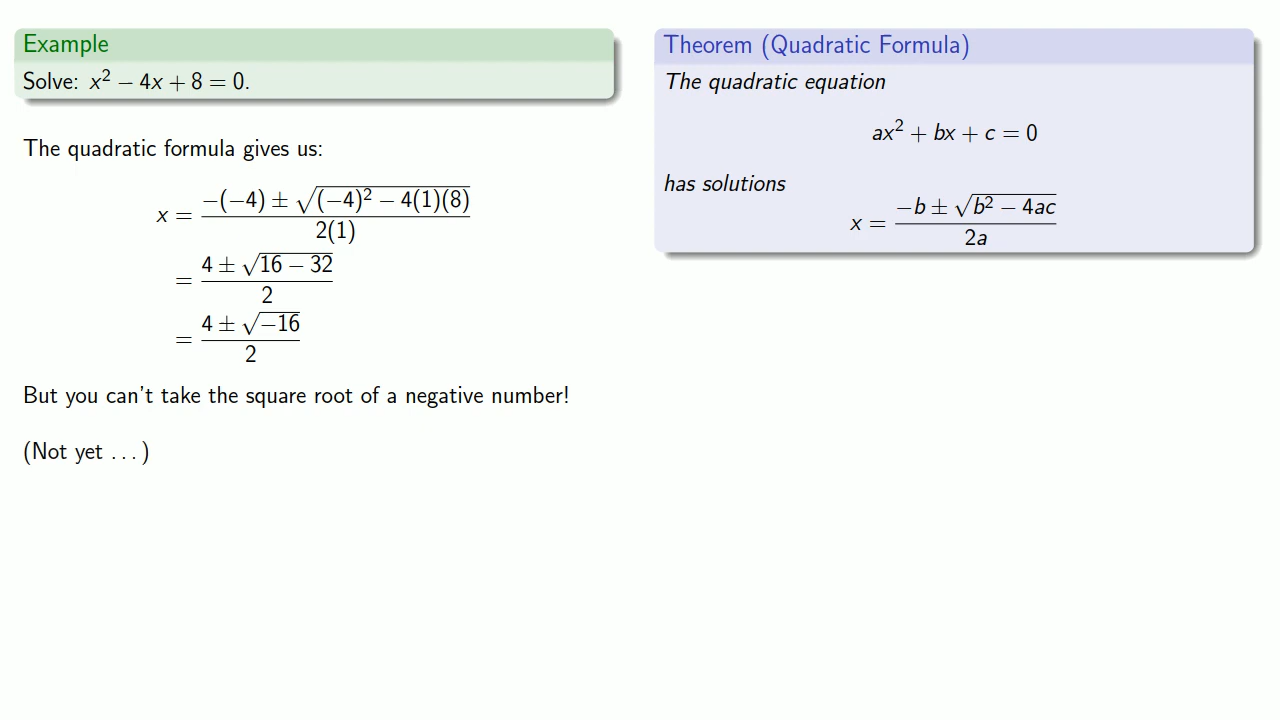 Example
Solve: x² − 4x + 8 = 0.
The quadratic formula gives us:
x = (−(−4) ± √((−4)² − 4(1)(8))) / 2(1)
= (4 ± √(16 − 32)) / 2
= (4 ± √(−16)) / 2
But you can't take the square root of a negative number!
(Not yet ...)
Theorem (Quadratic Formula)
The quadratic equation
ax² + bx + c = 0
has solutions
x = (−b ± √(b² − 4ac)) / 2a